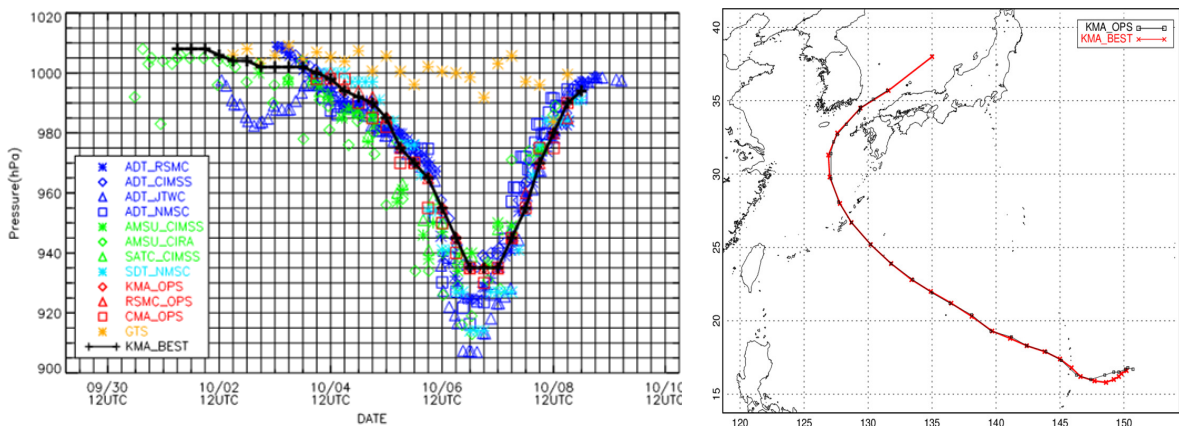 1020
1000
980
960
940
920
900
Pressure(hPa)
ADT_RSMC
ADT_CIMSS
ADT_JTWC
ADT_NMSC
AMSU_CIMSS
AMSU_CIRA
SATC_CIMSS
SDT_NMSC
KMA_OPS
RSMC_OPS
CMA_OPS
GTS
KMA_BEST
09/30 10/02 10/04 10/06 10/08 10/10
12UTC 12UTC 12UTC 12UTC 12UTC 12UTC
DATE
KMA_OPS
KMA_BEST
40
35
30
25
20
15
120 125 130 135 140 145 150